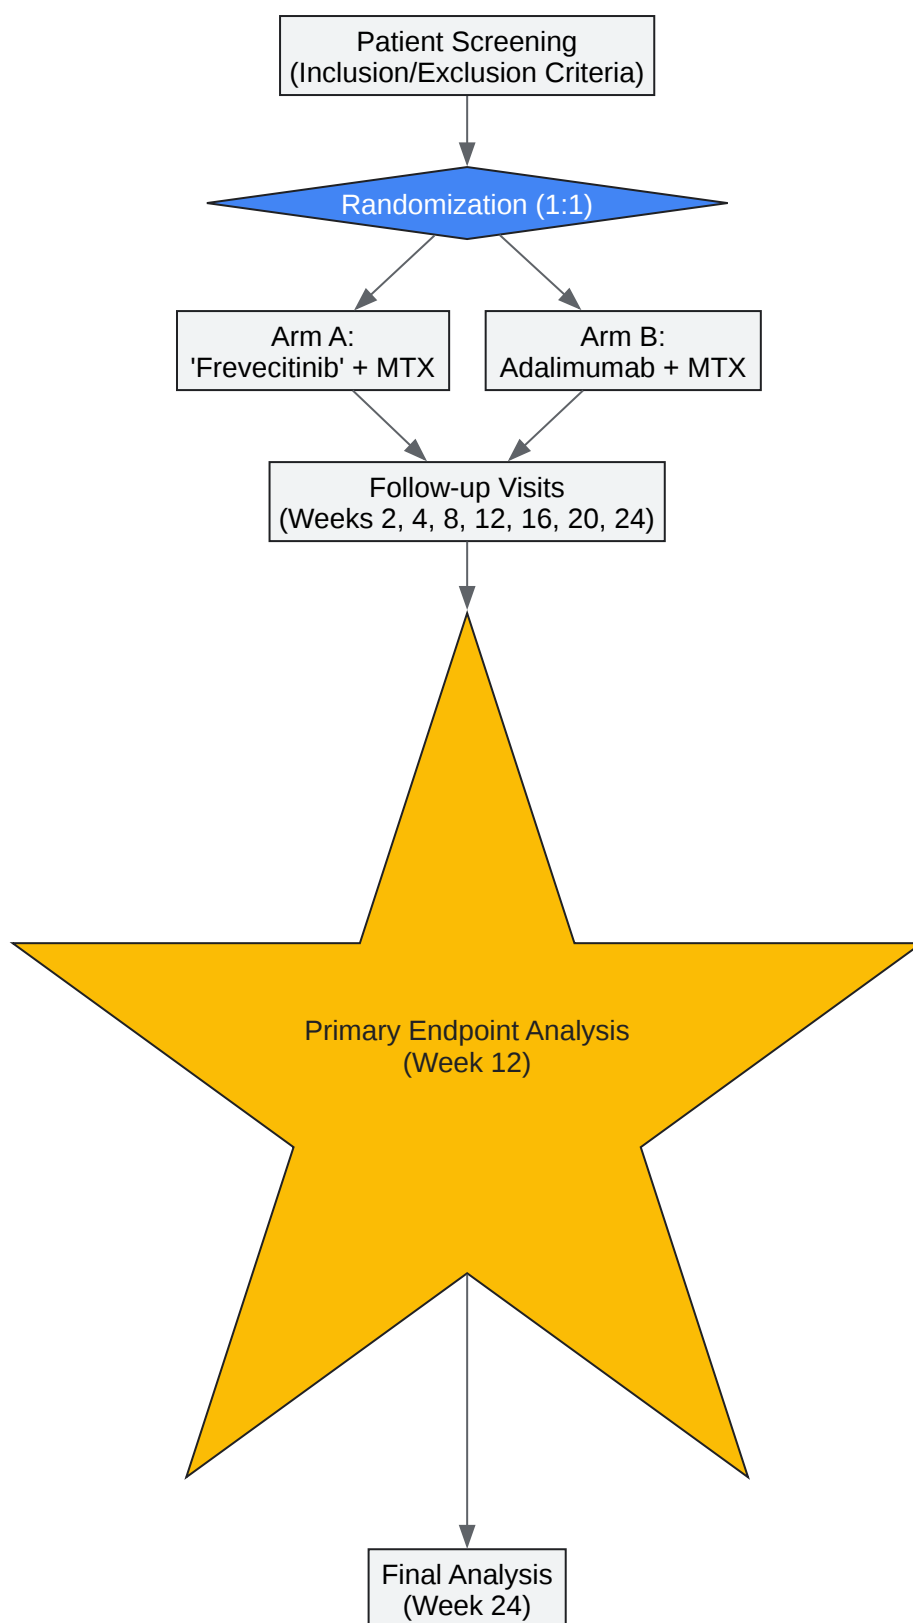 Patient Screening
(Inclusion/Exclusion Criteria)
Randomization (1:1)
Arm A:
'Frevecitinib' + MTX
Arm B:
Adalimumab + MTX
Follow-up Visits
(Weeks 2, 4, 8, 12, 16, 20, 24)
Primary Endpoint Analysis
(Week 12)
Final Analysis
(Week 24)